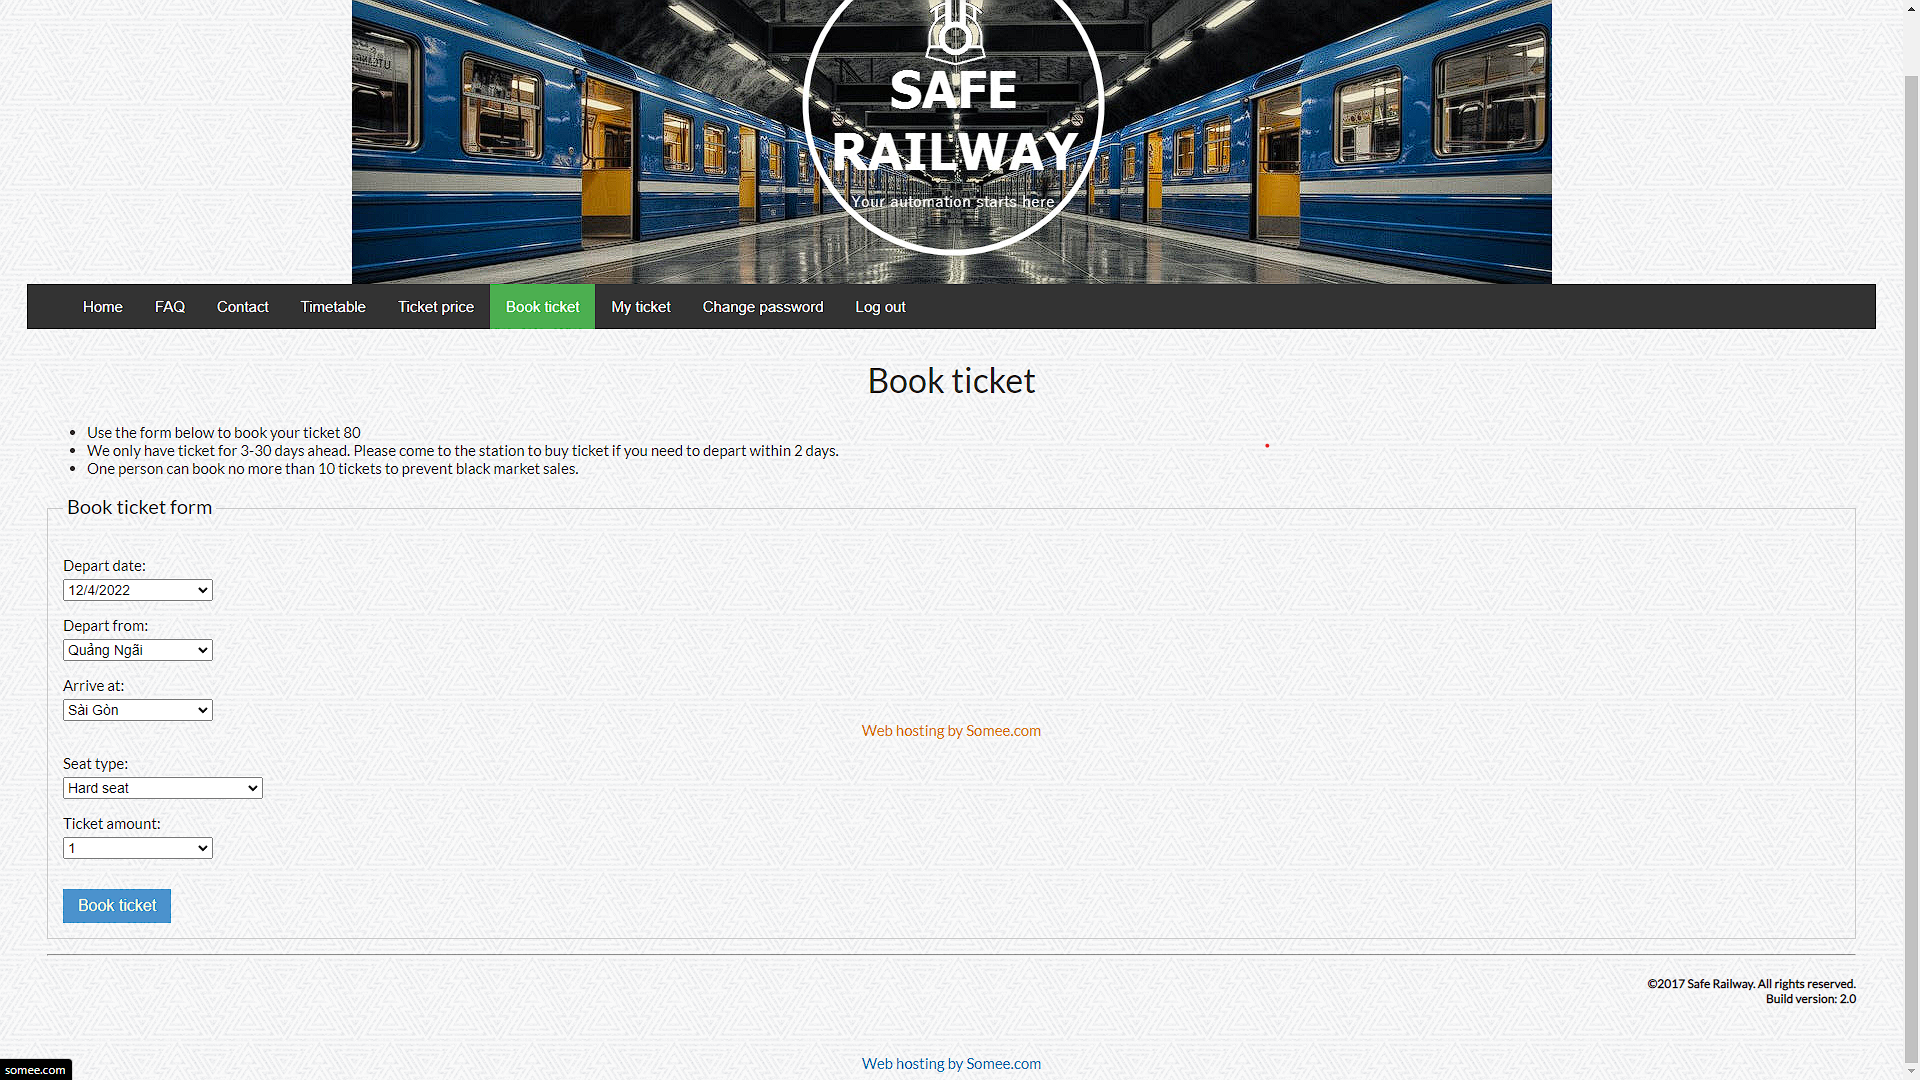 SAFE
RAILWAY
Your automation starts here
Home FAQ Contact Timetable Ticket price Book ticket My ticket Change password Log out
Book ticket
Use the form below to book your ticket 80
We only have ticket for 3-30 days ahead. Please come to the station to buy ticket if you need to depart within 2 days.
One person can book no more than 10 tickets to prevent black market sales.
Book ticket form
Depart date:
12/4/2022
Depart from:
Quảng Ngãi
Arrive at:
Sài Gòn
Web hosting by Somee.com
Seat type:
Hard seat
Ticket amount:
1
Book ticket
©2017 Safe Railway. All rights reserved.
Build version: 2.0
Web hosting by Somee.com
somee.com